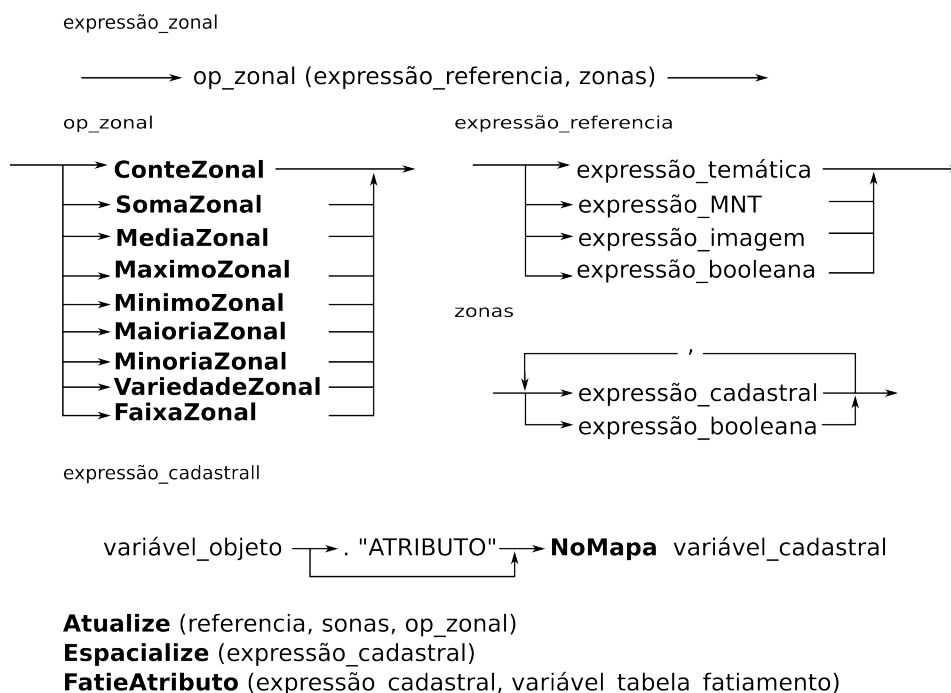 expressão_zonal
op_zonal (expressão_referencia, zonas)
op_zonal
ConteZonal
SomaZonal
MediaZonal
MaximoZonal
MinimoZonal
MaioriaZonal
MinoriaZonal
VariedadeZonal
FaixaZonal
expressão_referencia
expressão_temática
expressão_MNT
expressão_imagem
expressão_booleana
zonas
,
expressão_cadastral
expressão_booleana
expressão_cadastrall
variável_objeto . "ATRIBUTO" NoMapa variável_cadastral
Atualize (referencia, sonas, op_zonal)
Espacialize (expressão_cadastral)
FatieAtributo (expressão_cadastral, variável_tabela_fatiamento)